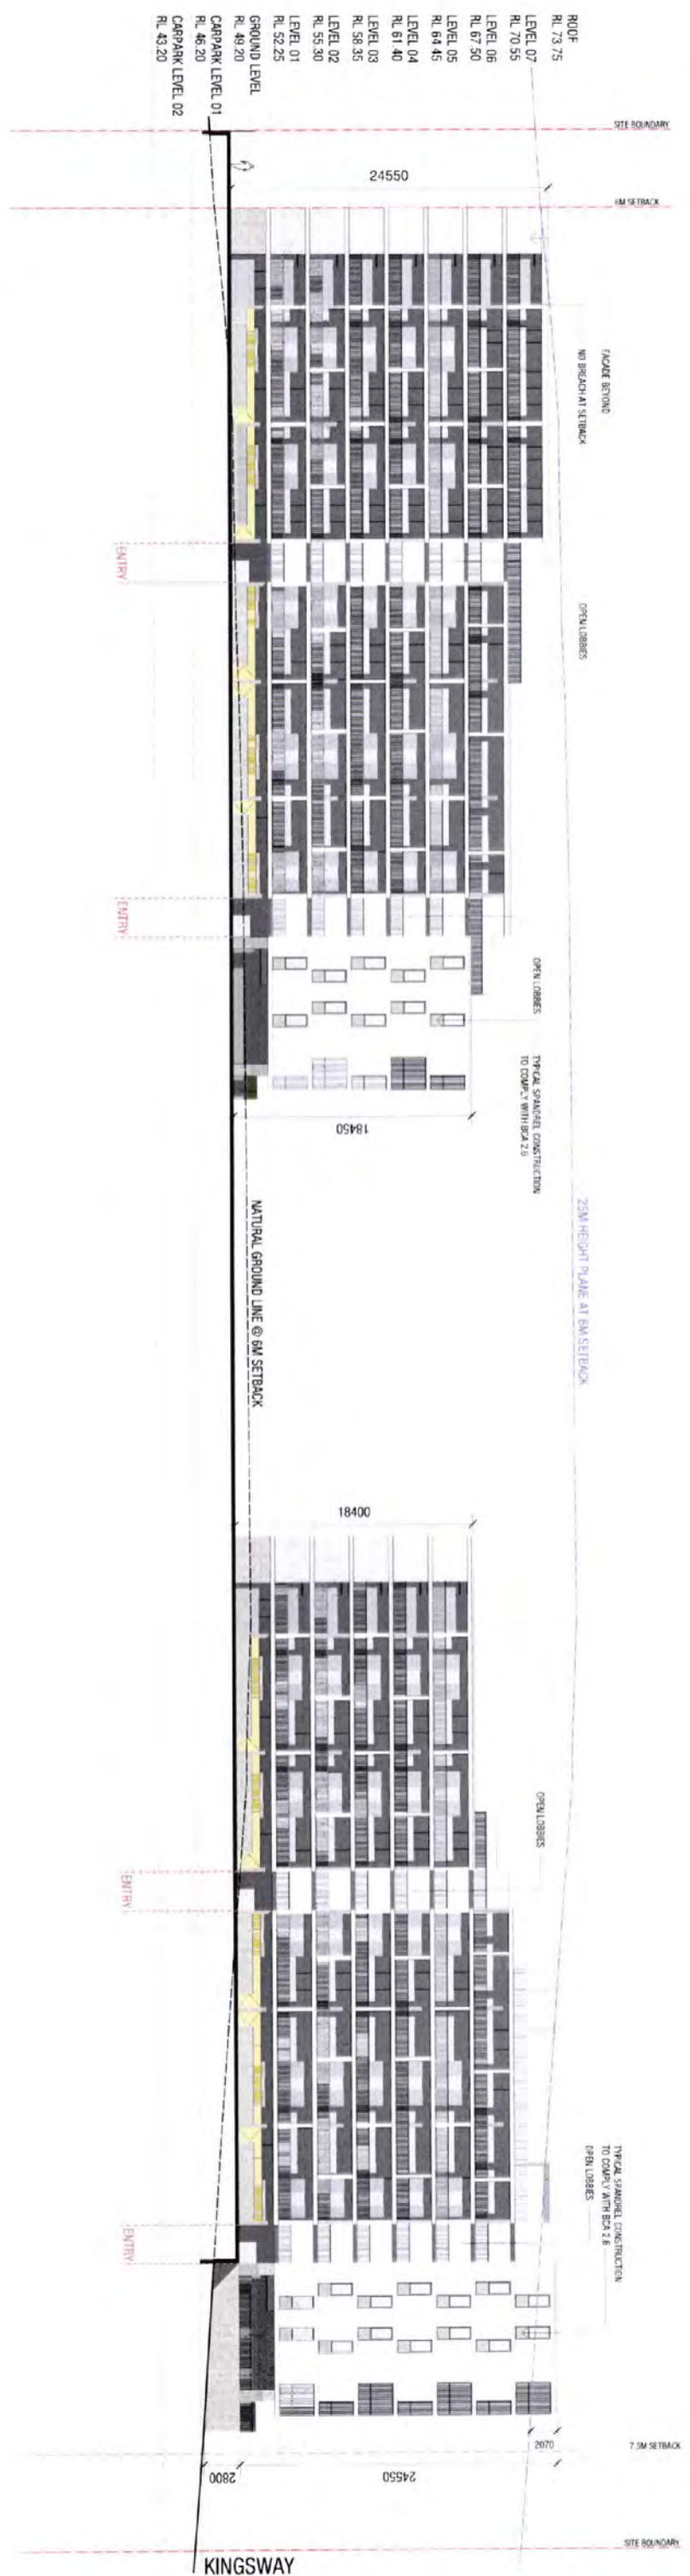 ROOF
RL 73.75
LEVEL 07
RL 70.55
LEVEL 06
RL 67.50
LEVEL 05
RL 64.45
LEVEL 04
RL 61.40
LEVEL 03
RL 58.35
LEVEL 02
RL 55.30
LEVEL 01
RL 52.25
GROUND LEVEL
RL 49.20
CARPARK LEVEL 01
RL 46.20
CARPARK LEVEL 02
RL 43.20
SITE BOUNDARY
24550
6M SETBACK
FACADE BEYOND
NO BREACH AT SETBACK
ENTRY
OPEN LOBBIES
ENTRY
OPEN LOBBIES
TYPICAL SPANDREL CONSTRUCTION
TO COMPLY WITH BCA 2.6
18450
NATURAL GROUND LINE @ 6M SETBACK
25M HEIGHT PLANE AT 6M SETBACK
18400
OPEN LOBBIES
ENTRY
TYPICAL SPANDREL CONSTRUCTION
TO COMPLY WITH BCA 2.6
OPEN LOBBIES
ENTRY
2070
7.5M SETBACK
2800
24550
SITE BOUNDARY
KINGSWAY